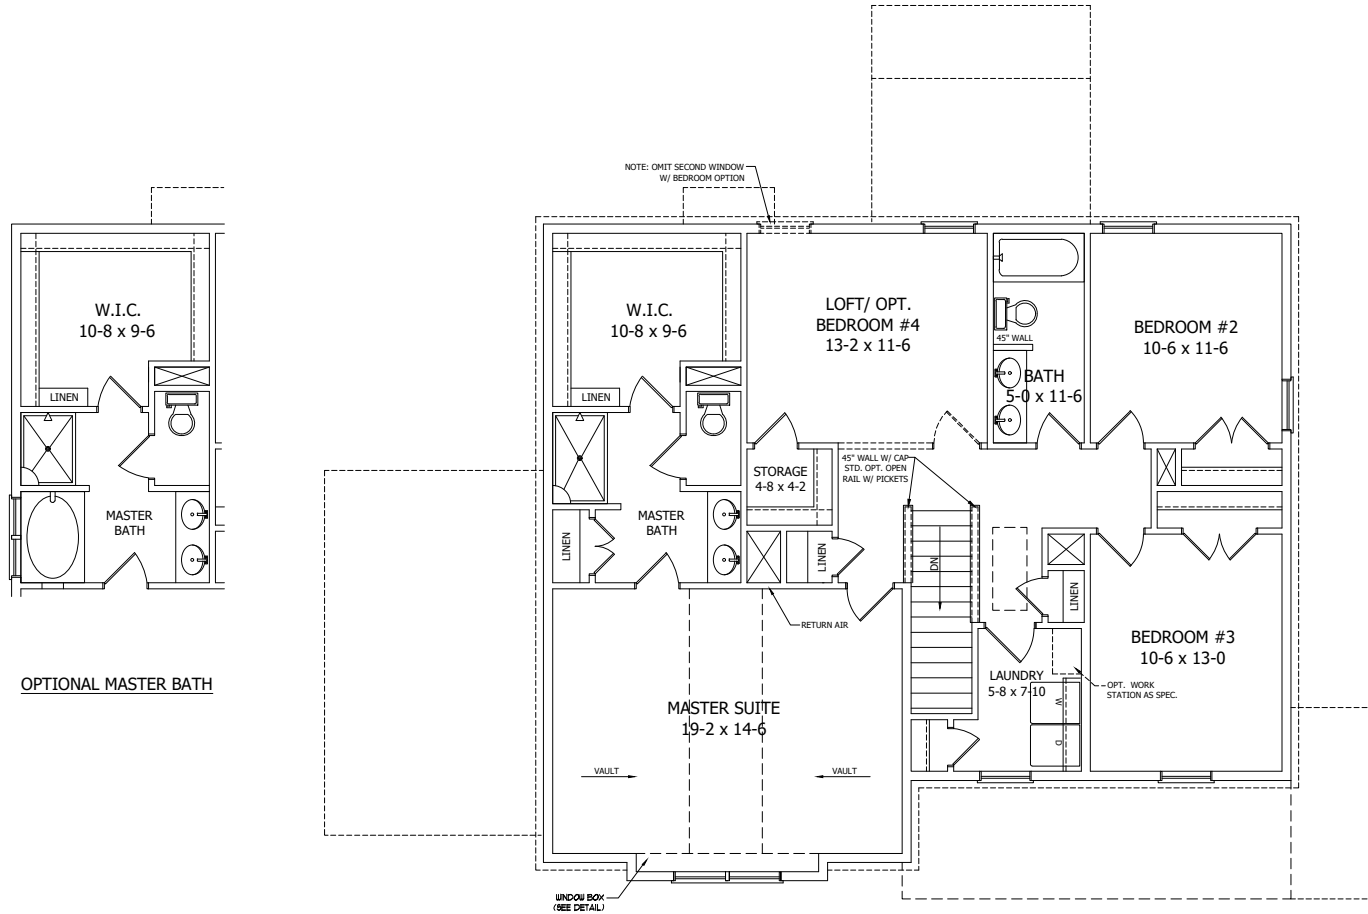 NOTE: OMIT SECOND WINDOW
W/ BEDROOM OPTION
W.I.C.
10-8 x 9-6
LINEN
MASTER
BATH
OPTIONAL MASTER BATH
W.I.C.
10-8 x 9-6
LINEN
LOFT/ OPT.
BEDROOM #4
13-2 x 11-6
45" WALL
BATH
5-0 x 11-6
BEDROOM #2
10-6 x 11-6
STORAGE
4-8 x 4-2
45" WALL W/ CAP
STD. OPT. OPEN
RAIL W/ PICKETS
MASTER
BATH
LINEN
LINEN
DN
LINEN
RETURN AIR
BEDROOM #3
10-6 x 13-0
LAUNDRY
5-8 x 7-10
W
D
OPT. WORK
STATION AS SPEC.
MASTER SUITE
19-2 x 14-6
VAULT
VAULT
WINDOW BOX
(SEE DETAIL)